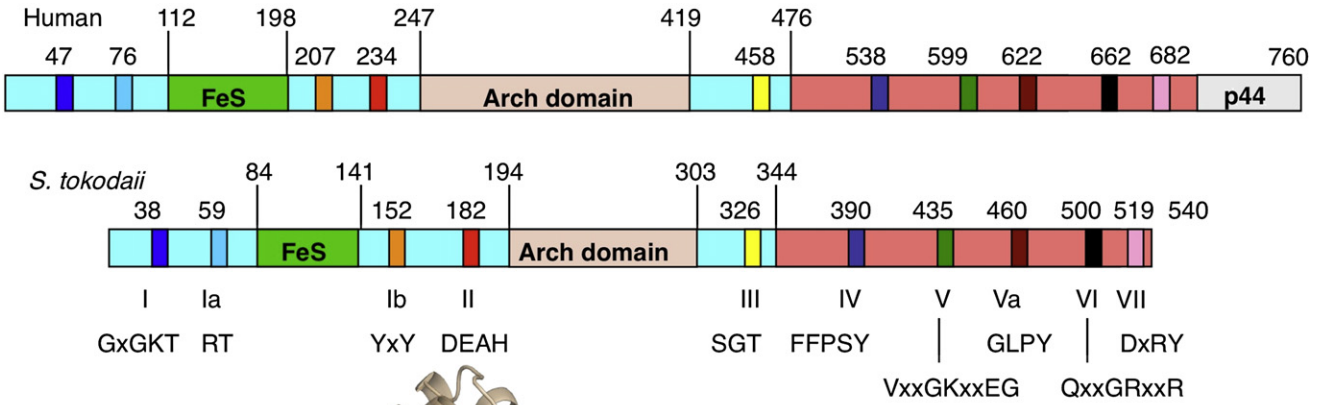 Human 112 198 247 419 476
47 76 207 234 458 538 599 622 662 682 760
FeS Arch domain p44
S. tokodaii 84 141 194 303 344
38 59 152 182 326 390 435 460 500 519 540
FeS Arch domain
I Ia Ib II III IV V Va VI VII
GxGKT RT YxY DEAH SGT FFPSY GLPY DxRY
VxxGKxxEG QxxGRxxR